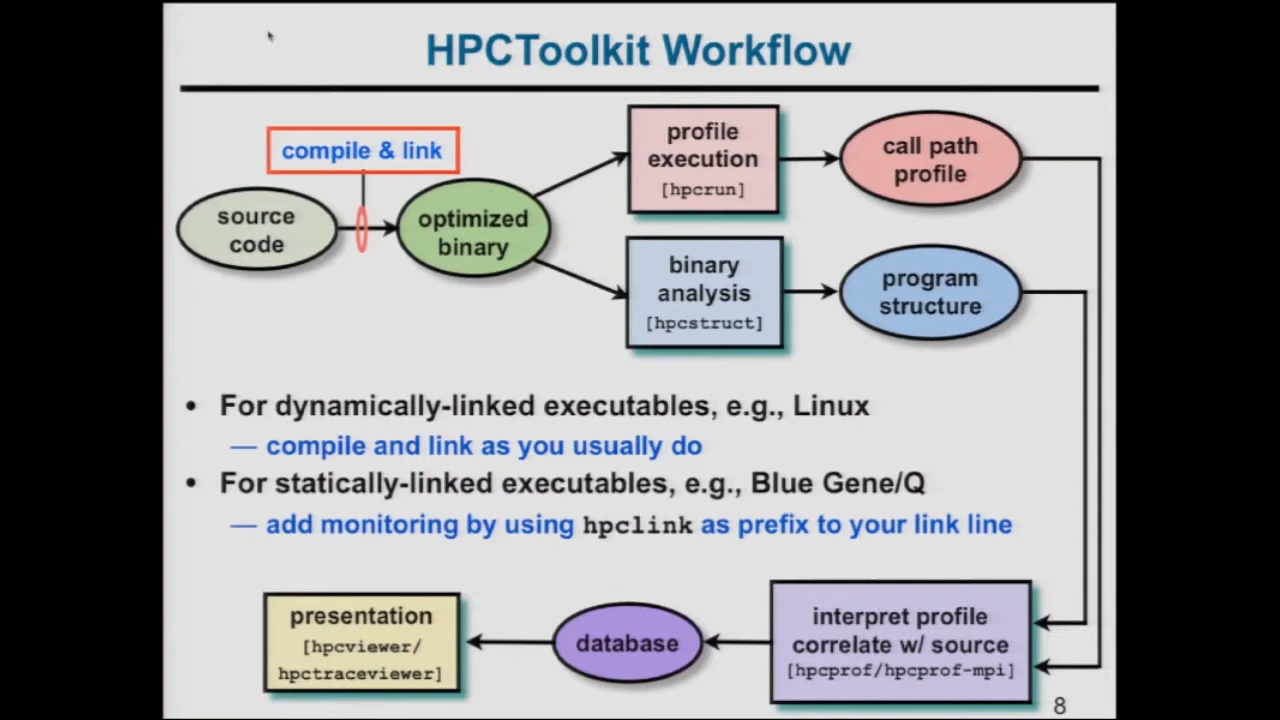 HPCToolkit Workflow
compile & link
source
code
optimized
binary
profile
execution
[hpcrun]
call path
profile
binary
analysis
[hpcstruct]
program
structure
• For dynamically-linked executables, e.g., Linux
— compile and link as you usually do
• For statically-linked executables, e.g., Blue Gene/Q
— add monitoring by using hpclink as prefix to your link line
presentation
[hpcviewer/
hpctraceviewer]
database
interpret profile
correlate w/ source
[hpcprof/hpcprof-mpi]
8